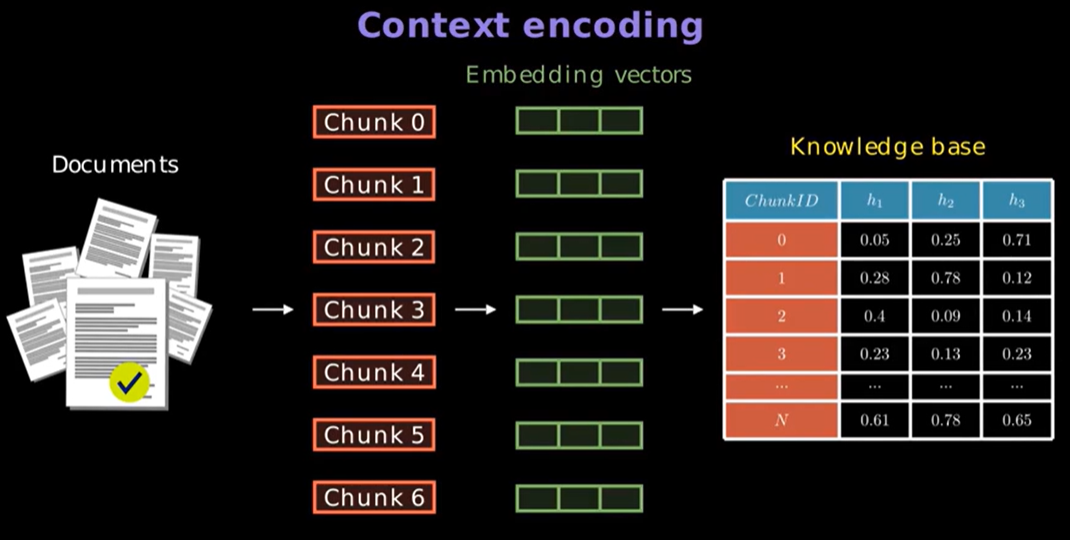 Context encoding
Embedding vectors
Documents
Chunk 0
Chunk 1
Chunk 2
Chunk 3
Chunk 4
Chunk 5
Chunk 6
Knowledge base
ChunkID h₁ h₂ h₃
0 0.05 0.25 0.71
1 0.28 0.78 0.12
2 0.4 0.09 0.14
3 0.23 0.13 0.23
... ... ... ...
N 0.61 0.78 0.65